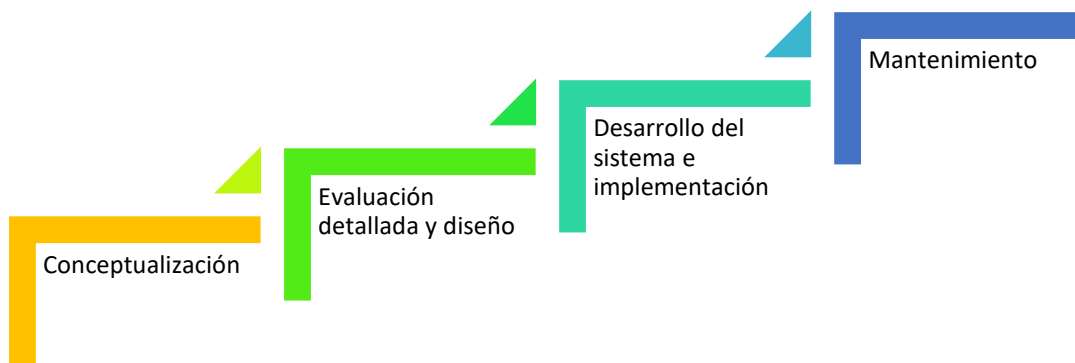 Conceptualización
Evaluación
detallada y diseño
Desarrollo del
sistema e
implementación
Mantenimiento